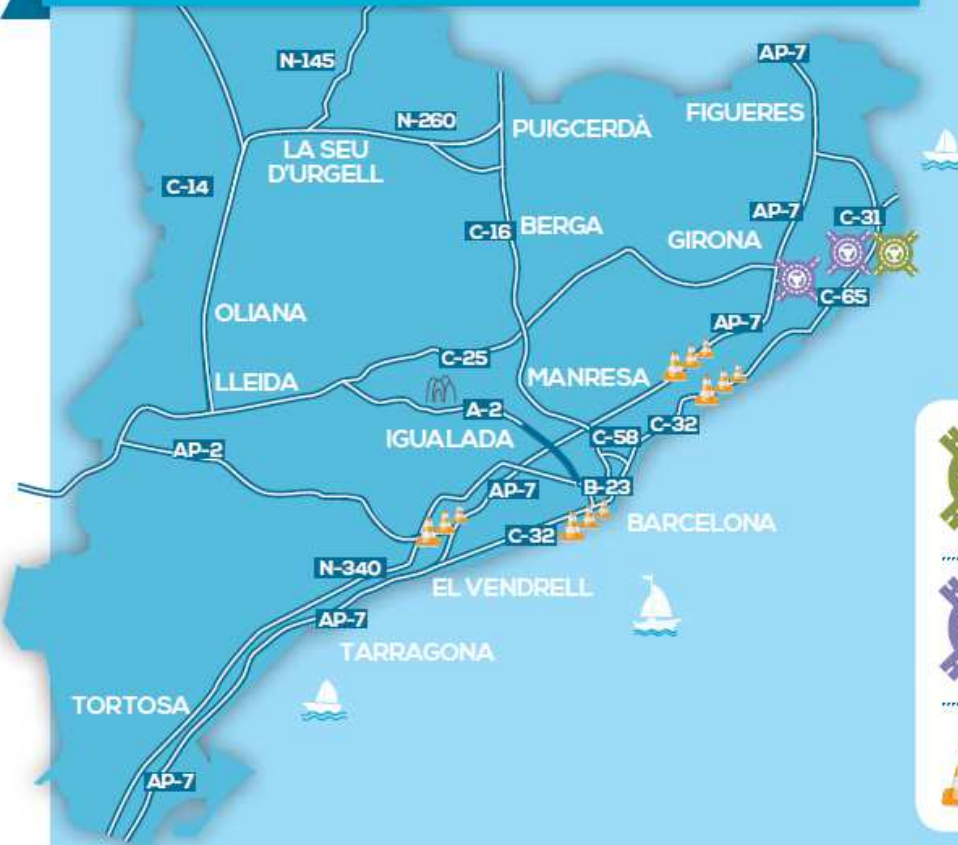 AP-7
N-145
FIGUERES
N-260
PUIGCERDÀ
LA SEU
D'URGELL
C-14
AP-7
C-31
C-16
BERGA
GIRONA
C-65
OLIANA
AP-7
C-25
MANRESA
LLEIDA
A-2
C-32
IGUALADA
C-58
AP-2
AP-7
B-23
BARCELONA
C-32
N-340
EL VENDRELL
AP-7
TARRAGONA
TORTOSA
AP-7